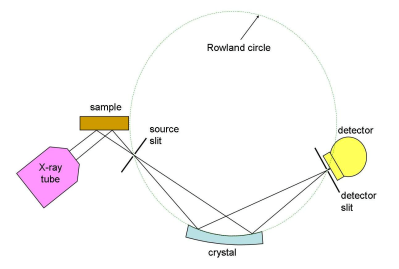 Rowland circle
sample
source
slit
detector
X-ray
tube
detector
slit
crystal